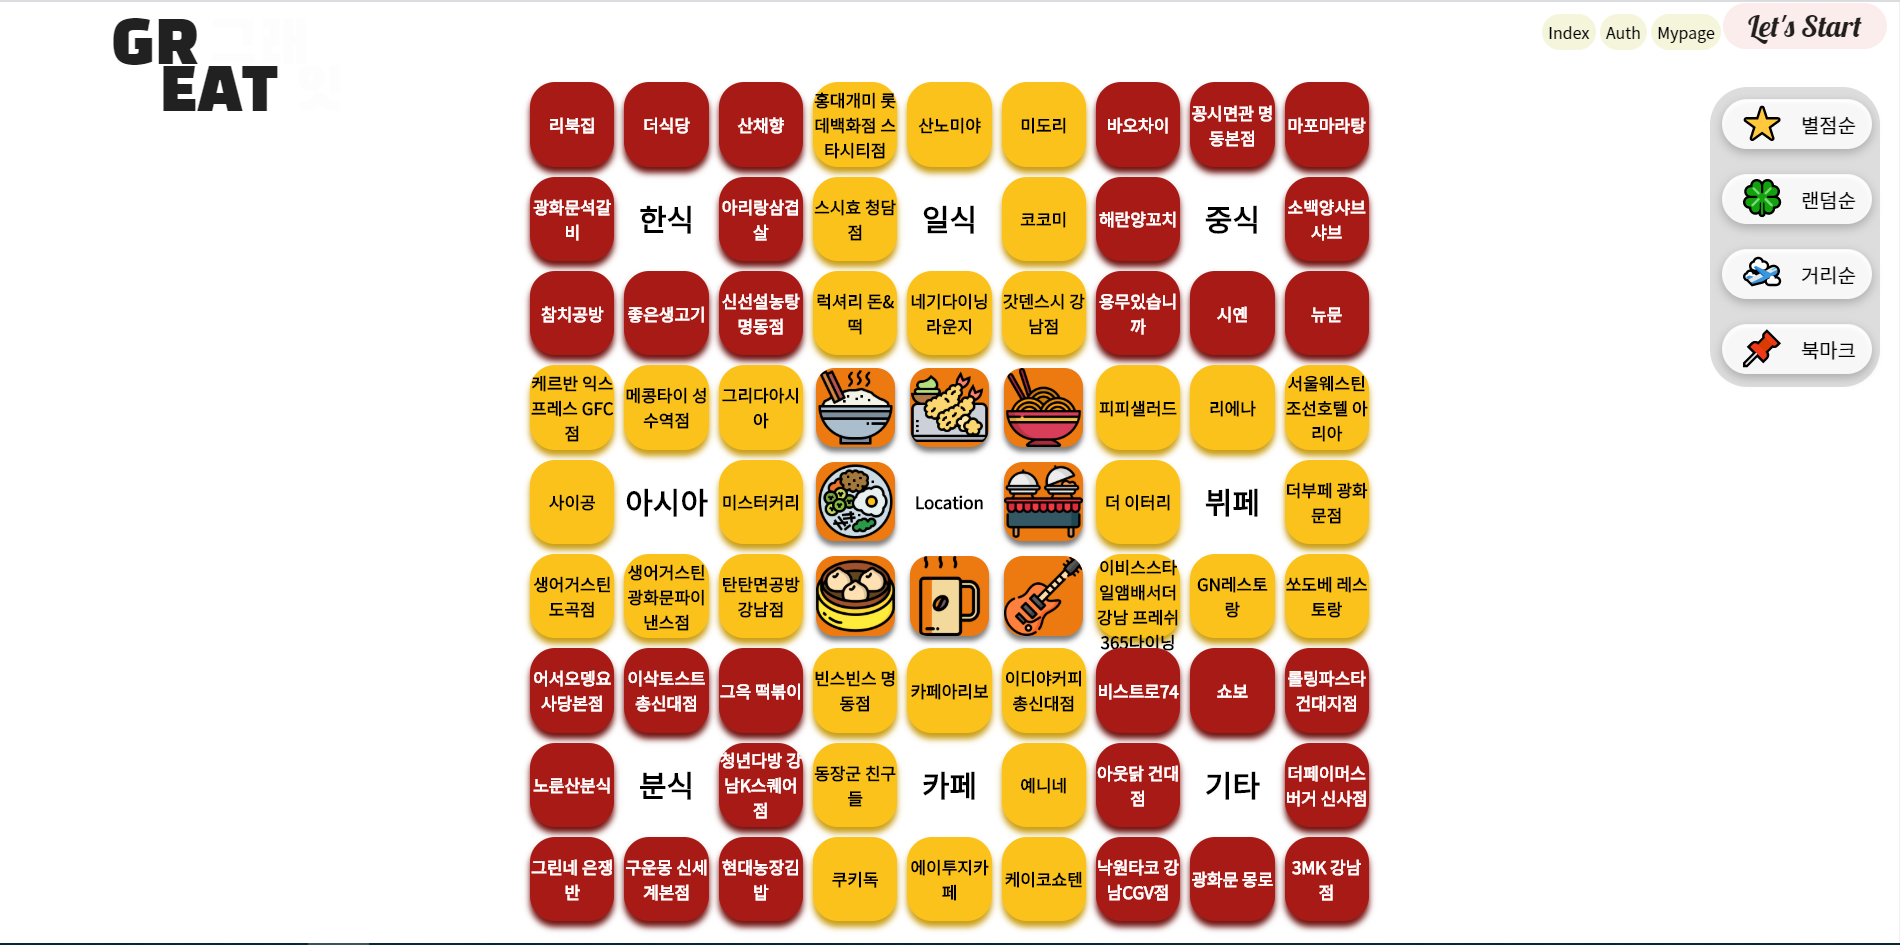 GR
EAT
그래
잇
Index Auth Mypage Let's Start
별점순
랜덤순
거리순
북마크
리북집
더식당
산채향
홍대개미 롯
데백화점 스
타시티점
산노미야
미도리
바오차이
꽁시면관 명
동본점
마포마라탕
광화문석갈
비
한식
아리랑삼겹
살
스시효 청담
점
일식
코코미
해란양꼬치
중식
소백양샤브
샤브
참치공방
좋은생고기
신선설농탕
명동점
럭셔리 돈&
떡
네기다이닝
라운지
갓덴스시 강
남점
용무있습니
까
시옌
뉴문
케르반 익스
프레스 GFC
점
메콩타이 성
수역점
그리다아시
아
피피샐러드
리에나
서울웨스틴
조선호텔 아
리아
사이공
아시아
미스터커리
Location
더 이터리
뷔페
더부페 광화
문점
생어거스틴
도곡점
생어거스틴
광화문파이
낸스점
탄탄면공방
강남점
이비스스타
일앰배서더
강남 프레쉬
365다이닝
GN레스토
랑
쏘도베 레스
토랑
어서오뎅요
사당본점
이삭토스트
총신대점
그옥 떡볶이
빈스빈스 명
동점
카페아리보
이디야커피
총신대점
비스트로74
쇼보
롤링파스타
건대지점
노룬산분식
분식
청년다방 강
남K스퀘어
점
동장군 친구
들
카페
예니네
아웃닭 건대
점
기타
더페이머스
버거 신사점
그린네 은쟁
반
구운몽 신세
계본점
현대농장김
밥
쿠키독
에이투지카
페
케이코쇼텐
낙원타코 강
남CGV점
광화문 몽로
3MK 강남
점